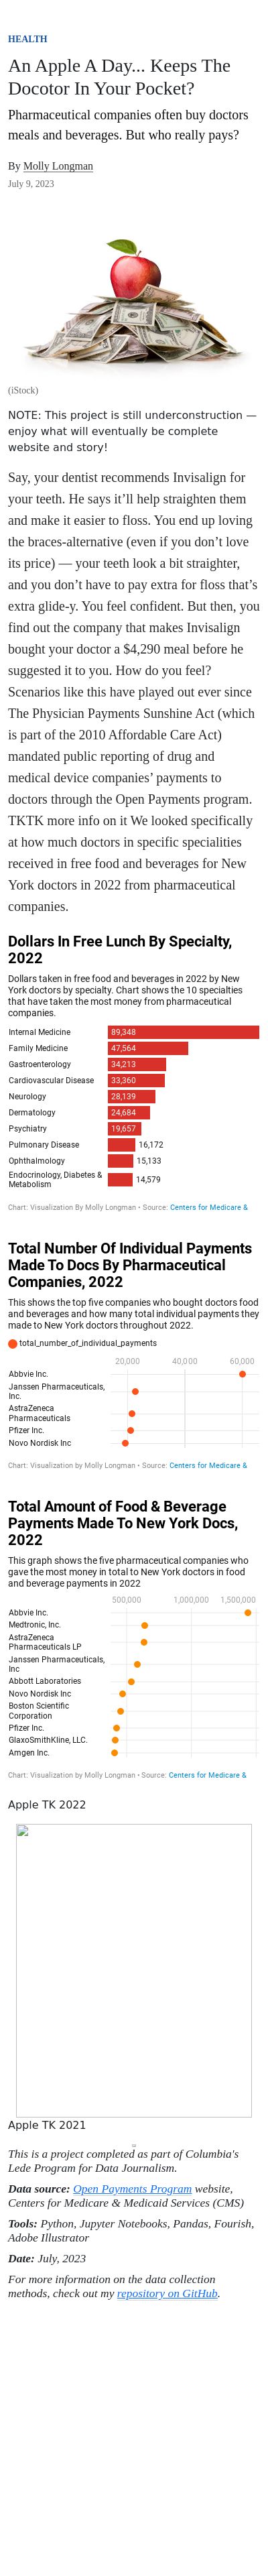 HEALTH
An Apple A Day... Keeps The
Docotor In Your Pocket?
Pharmaceutical companies often buy doctors
meals and beverages. But who really pays?
By Molly Longman
July 9, 2023
(iStock)
NOTE: This project is still underconstruction —
enjoy what will eventually be complete
website and story!
Say, your dentist recommends Invisalign for
your teeth. He says it’ll help straighten them
and make it easier to floss. You end up loving
the braces-alternative (even if you don’t love
its price) — your teeth look a bit straighter,
and you don’t have to pay extra for floss that’s
extra glide-y. You feel confident. But then, you
find out the company that makes Invisalign
bought your doctor a $4,290 meal before he
suggested it to you. How do you feel?
Scenarios like this have played out ever since
The Physician Payments Sunshine Act (which
is part of the 2010 Affordable Care Act)
mandated public reporting of drug and
medical device companies’ payments to
doctors through the Open Payments program.
TKTK more info on it We looked specifically
at how much doctors in specific specialities
received in free food and beverages for New
York doctors in 2022 from pharmaceutical
companies.
Dollars In Free Lunch By Specialty,
2022
Dollars taken in free food and beverages in 2022 by New
York doctors by specialty. Chart shows the 10 specialties
that have taken the most money from pharmaceutical
companies.
Internal Medicine 89,348
Family Medicine 47,564
Gastroenterology 34,213
Cardiovascular Disease 33,360
Neurology 28,139
Dermatology 24,684
Psychiatry 19,657
Pulmonary Disease 16,172
Ophthalmology 15,133
Endocrinology, Diabetes &
Metabolism 14,579
Chart: Visualization By Molly Longman • Source: Centers for Medicare &
Total Number Of Individual Payments
Made To Docs By Pharmaceutical
Companies, 2022
This shows the top five companies who bought doctors food
and beverages and how many total individual payments they
made to New York doctors throughout 2022.
total_number_of_individual_payments
20,000 40,000 60,000
Abbvie Inc.
Janssen Pharmaceuticals,
Inc.
AstraZeneca
Pharmaceuticals
Pfizer Inc.
Novo Nordisk Inc
Chart: Visualization by Molly Longman • Source: Centers for Medicare &
Total Amount of Food & Beverage
Payments Made To New York Docs,
2022
This graph shows the five pharmaceutical companies who
gave the most money in total to New York doctors in food
and beverage payments in 2022
500,000 1,000,000 1,500,000
Abbvie Inc.
Medtronic, Inc.
AstraZeneca
Pharmaceuticals LP
Janssen Pharmaceuticals,
Inc
Abbott Laboratories
Novo Nordisk Inc
Boston Scientific
Corporation
Pfizer Inc.
GlaxoSmithKline, LLC.
Amgen Inc.
Chart: Visualization by Molly Longman • Source: Centers for Medicare &
Apple TK 2022
Apple TK 2021
This is a project completed as part of Columbia's
Lede Program for Data Journalism.
Data source: Open Payments Program website,
Centers for Medicare & Medicaid Services (CMS)
Tools: Python, Jupyter Notebooks, Pandas, Fourish,
Adobe Illustrator
Date: July, 2023
For more information on the data collection
methods, check out my repository on GitHub.